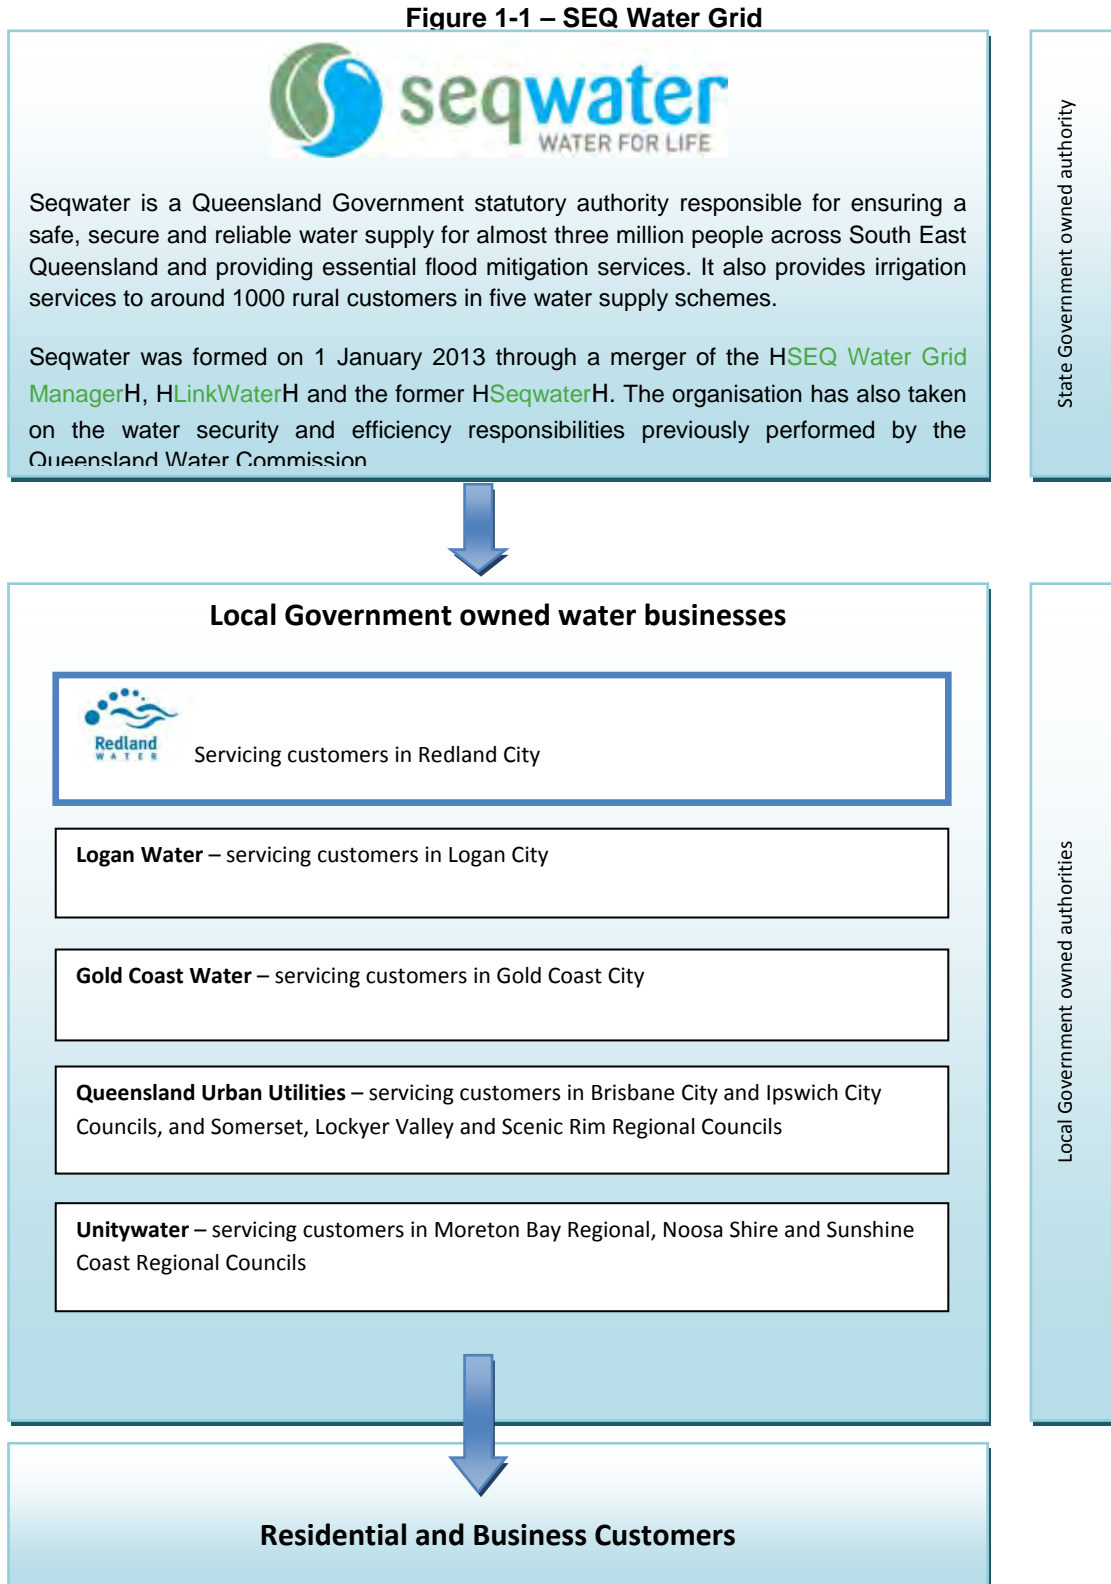 Figure 1-1 – SEQ Water Grid
seqwater
WATER FOR LIFE
Seqwater is a Queensland Government statutory authority responsible for ensuring a
safe, secure and reliable water supply for almost three million people across South East
Queensland and providing essential flood mitigation services. It also provides irrigation
services to around 1000 rural customers in five water supply schemes.
Seqwater was formed on 1 January 2013 through a merger of the HSEQ Water Grid
ManagerH, HLinkWaterH and the former HSeqwaterH. The organisation has also taken
on the water security and efficiency responsibilities previously performed by the
Queensland Water Commission
State Government owned authority
Local Government owned water businesses
Redland
WATER
Servicing customers in Redland City
Logan Water – servicing customers in Logan City
Gold Coast Water – servicing customers in Gold Coast City
Queensland Urban Utilities – servicing customers in Brisbane City and Ipswich City
Councils, and Somerset, Lockyer Valley and Scenic Rim Regional Councils
Unitywater – servicing customers in Moreton Bay Regional, Noosa Shire and Sunshine
Coast Regional Councils
Local Government owned authorities
Residential and Business Customers